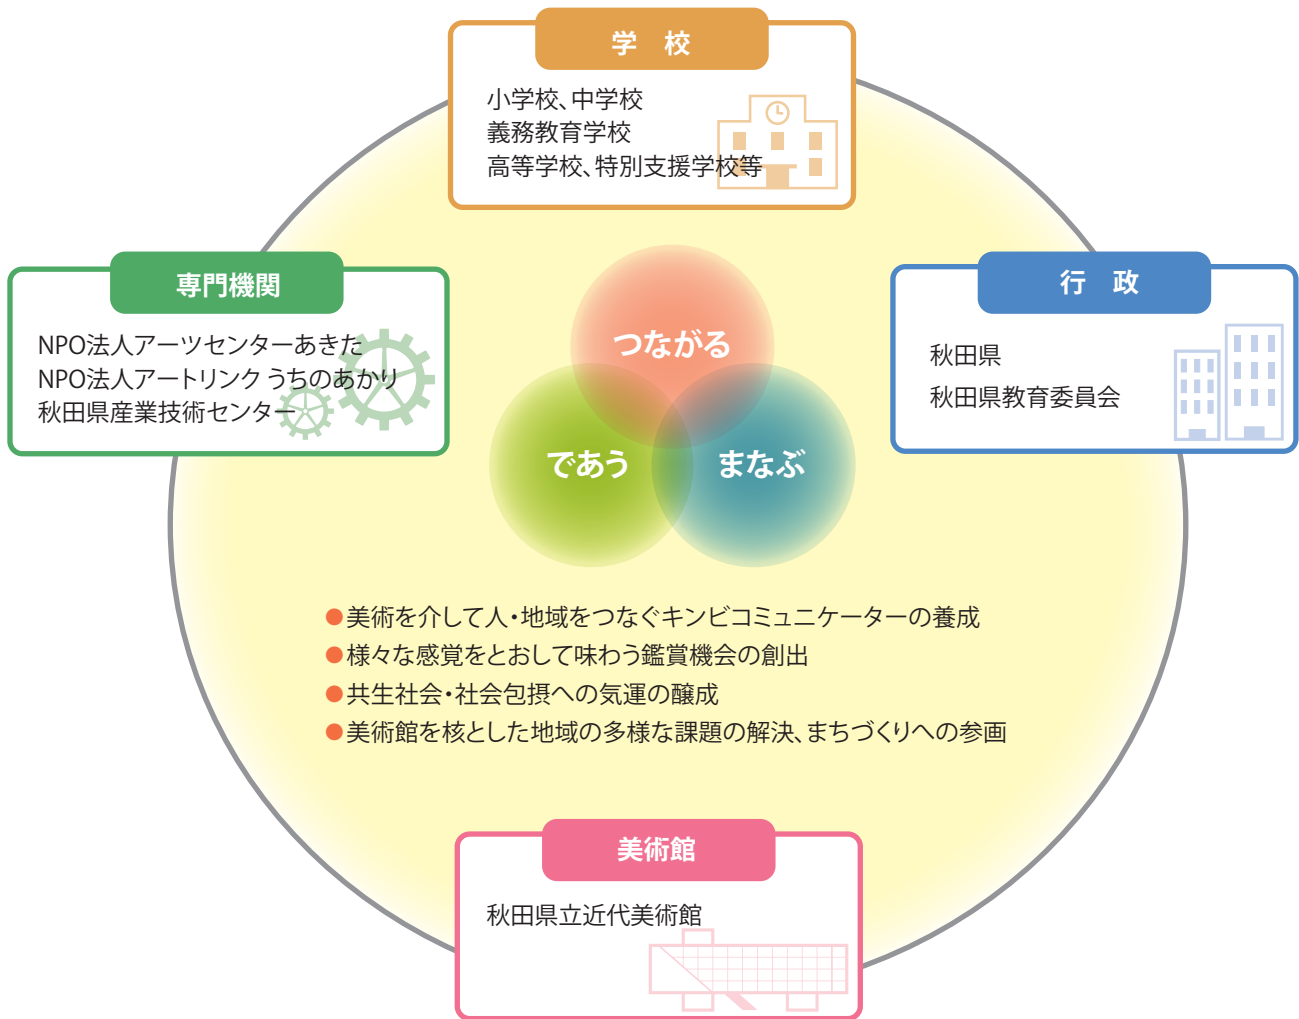 学　校
小学校、中学校
義務教育学校
高等学校、特別支援学校等
専門機関
NPO法人アーツセンターあきた
NPO法人アートリンク うちのあかり
秋田県産業技術センター
行　政
秋田県
秋田県教育委員会
つながる
であう
まなぶ
●美術を介して人・地域をつなぐキンビコミュニケーターの養成
●様々な感覚をとおして味わう鑑賞機会の創出
●共生社会・社会包摂への気運の醸成
●美術館を核とした地域の多様な課題の解決、まちづくりへの参画
美術館
秋田県立近代美術館